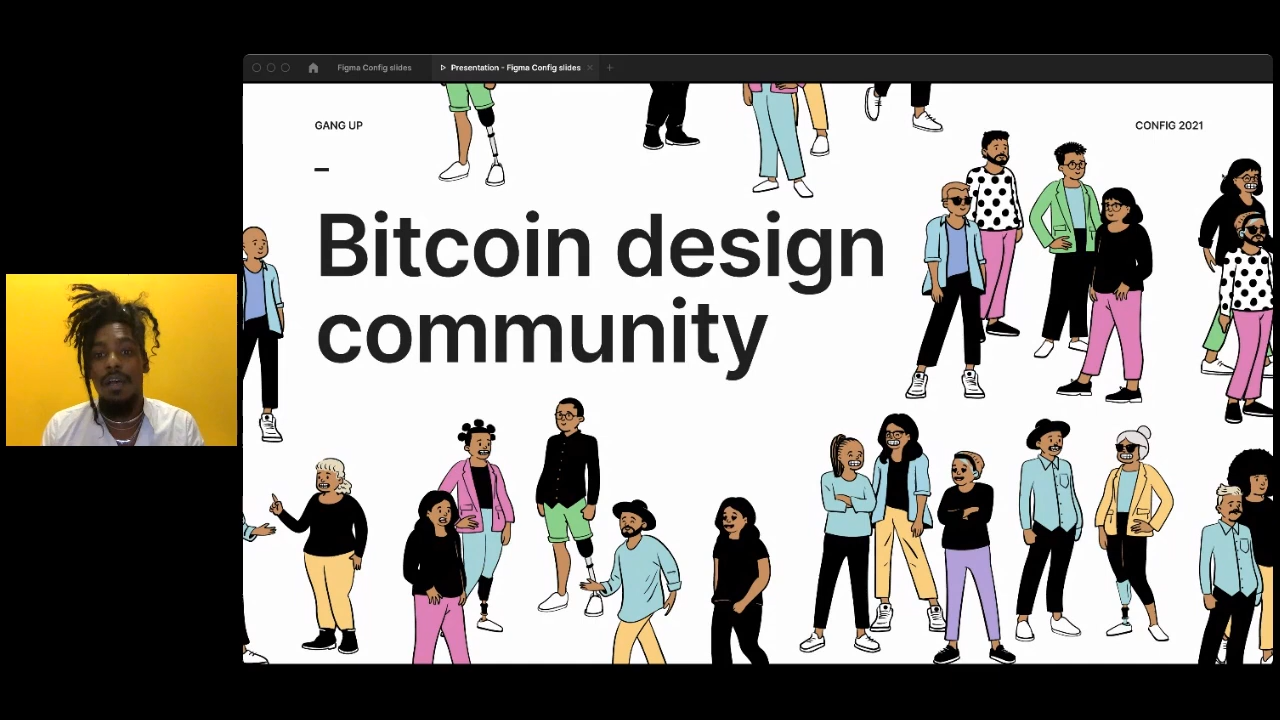 Figma Config slides
Presentation - Figma Config slides
GANG UP
CONFIG 2021
Bitcoin design
community